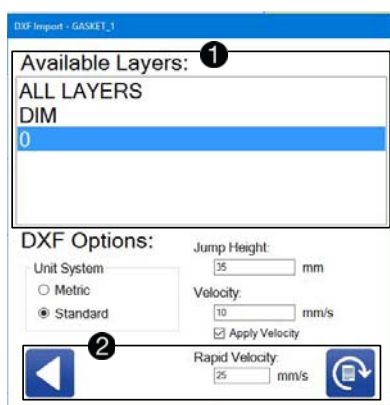 DXF Import - GASKET_1
Available Layers: 1
ALL LAYERS
DIM
0
DXF Options:
Jump Height:
Unit System
35 mm
Metric
Velocity:
Standard
10 mm/s
Apply Velocity
2
Rapid Velocity:
25 mm/s